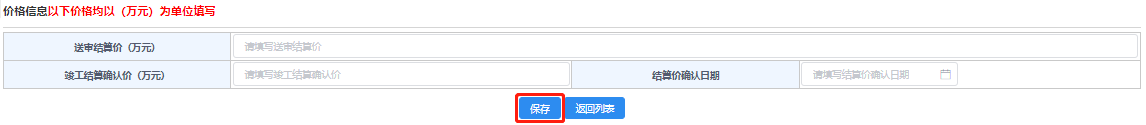 价格信息以下价格均以（万元）为单位填写
送审结算价（万元） 请填写送审结算价
竣工结算确认价（万元） 请填写竣工结算确认价 结算价确认日期 请填写结算价确认日期
保存 返回列表